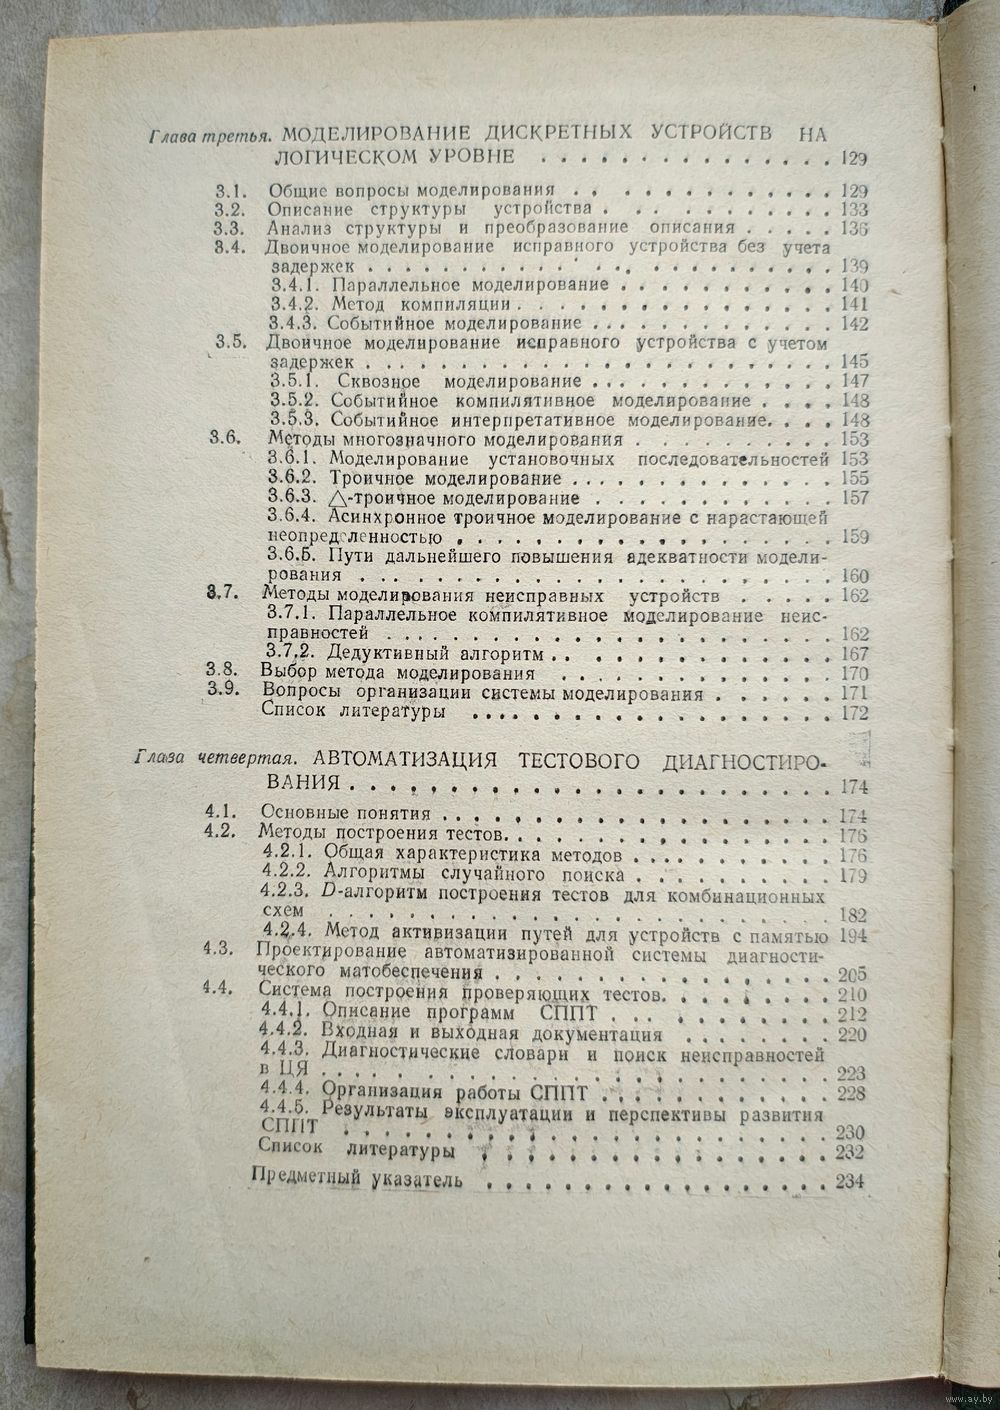 Глава третья. МОДЕЛИРОВАНИЕ ДИСКРЕТНЫХ УСТРОЙСТВ НА
ЛОГИЧЕСКОМ УРОВНЕ . . . . . . . . . . . . . . . 129
3.1. Общие вопросы моделирования . . . . . . . . . . . . . 129
3.2. Описание структуры устройства . . . . . . . . . . . . 133
3.3. Анализ структуры и преобразование описания . . . . . 136
3.4. Двоичное моделирование исправного устройства без учета
задержек . . . . . . . . . . . . . . . . . . . . . . . 139
3.4.1. Параллельное моделирование . . . . . . . . . . . 140
3.4.2. Метод компиляции . . . . . . . . . . . . . . . . 141
3.4.3. Событийное моделирование . . . . . . . . . . . . . 142
3.5. Двоичное моделирование исправного устройства с учетом
задержек . . . . . . . . . . . . . . . . . . . . . . . 145
3.5.1. Сквозное моделирование . . . . . . . . . . . . . 147
3.5.2. Событийное компилятивное моделирование . . . . 148
3.5.3. Событийное интерпретативное моделирование. . . . 148
3.6. Методы многозначного моделирования . . . . . . . . . . 153
3.6.1. Моделирование установочных последовательностей 153
3.6.2. Троичное моделирование . . . . . . . . . . . . . . 155
3.6.3. △-троичное моделирование . . . . . . . . . . . . . 157
3.6.4. Асинхронное троичное моделирование с нарастающей
неопределенностью . . . . . . . . . . . . . . . . . . . 159
3.6.5. Пути дальнейшего повышения адекватности модели-
рования . . . . . . . . . . . . . . . . . . . . . . . . 160
3.7. Методы моделирования неисправных устройств . . . . . 162
3.7.1. Параллельное компилятивное моделирование неис-
правностей . . . . . . . . . . . . . . . . . . . . . . 162
3.7.2. Дедуктивный алгоритм . . . . . . . . . . . . . . 167
3.8. Выбор метода моделирования . . . . . . . . . . . . . . 170
3.9. Вопросы организации системы моделирования . . . . . . 171
Список литературы . . . . . . . . . . . . . . . . . . . 172
Глава четвертая. АВТОМАТИЗАЦИЯ ТЕСТОВОГО ДИАГНОСТИРО-
ВАНИЯ . . . . . . . . . . . . . . . . . . . . . . . . . 174
4.1. Основные понятия . . . . . . . . . . . . . . . . . . . 174
4.2. Методы построения тестов. . . . . . . . . . . . . . . . 176
4.2.1. Общая характеристика методов . . . . . . . . . . 176
4.2.2. Алгоритмы случайного поиска . . . . . . . . . . 179
4.2.3. D-алгоритм построения тестов для комбинационных
схем . . . . . . . . . . . . . . . . . . . . . . . . . 182
4.2.4. Метод активизации путей для устройств с памятью 194
4.3. Проектирование автоматизированной системы диагности-
ческого матобеспечения . . . . . . . . . . . . . . . . . 205
4.4. Система построения проверяющих тестов. . . . . . . . . 210
4.4.1. Описание программ СППТ . . . . . . . . . . . 212
4.4.2. Входная и выходная документация . . . . . . . . 220
4.4.3. Диагностические словари и поиск неисправностей
в ЦЯ . . . . . . . . . . . . . . . . . . . . . . . . . 223
4.4.4. Организация работы СППТ . . . . . . . . . . . . 228
4.4.5. Результаты эксплуатации и перспективы развития
СППТ . . . . . . . . . . . . . . . . . . . . . . . . . 230
Список литературы . . . . . . . . . . . . . . . . . . . 232
Предметный указатель . . . . . . . . . . . . . . . . . . 234
www.ay.by